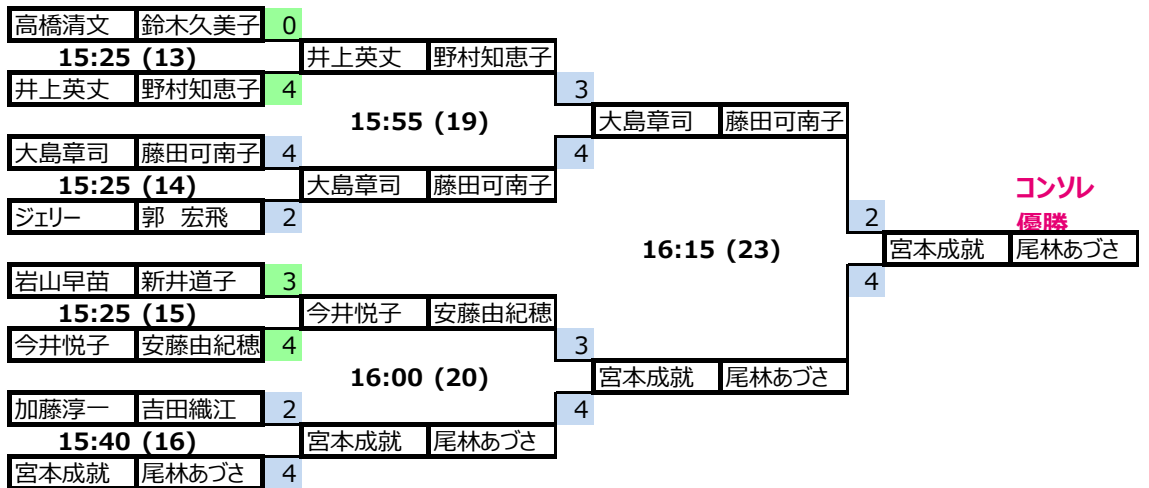 高橋清文 鈴木久美子 0
15:25 (13) 井上英丈 野村知恵子
井上英丈 野村知恵子 4 3
15:55 (19) 大島章司 藤田可南子
大島章司 藤田可南子 4 4
15:25 (14) 大島章司 藤田可南子 コンソレ
ジェリー 郭 宏飛 2 2 優勝
16:15 (23) 宮本成就 尾林あづさ
岩山早苗 新井道子 3 4
15:25 (15) 今井悦子 安藤由紀穂
今井悦子 安藤由紀穂 4 3
16:00 (20) 宮本成就 尾林あづさ
加藤淳一 吉田織江 2 4
15:40 (16) 宮本成就 尾林あづさ
宮本成就 尾林あづさ 4